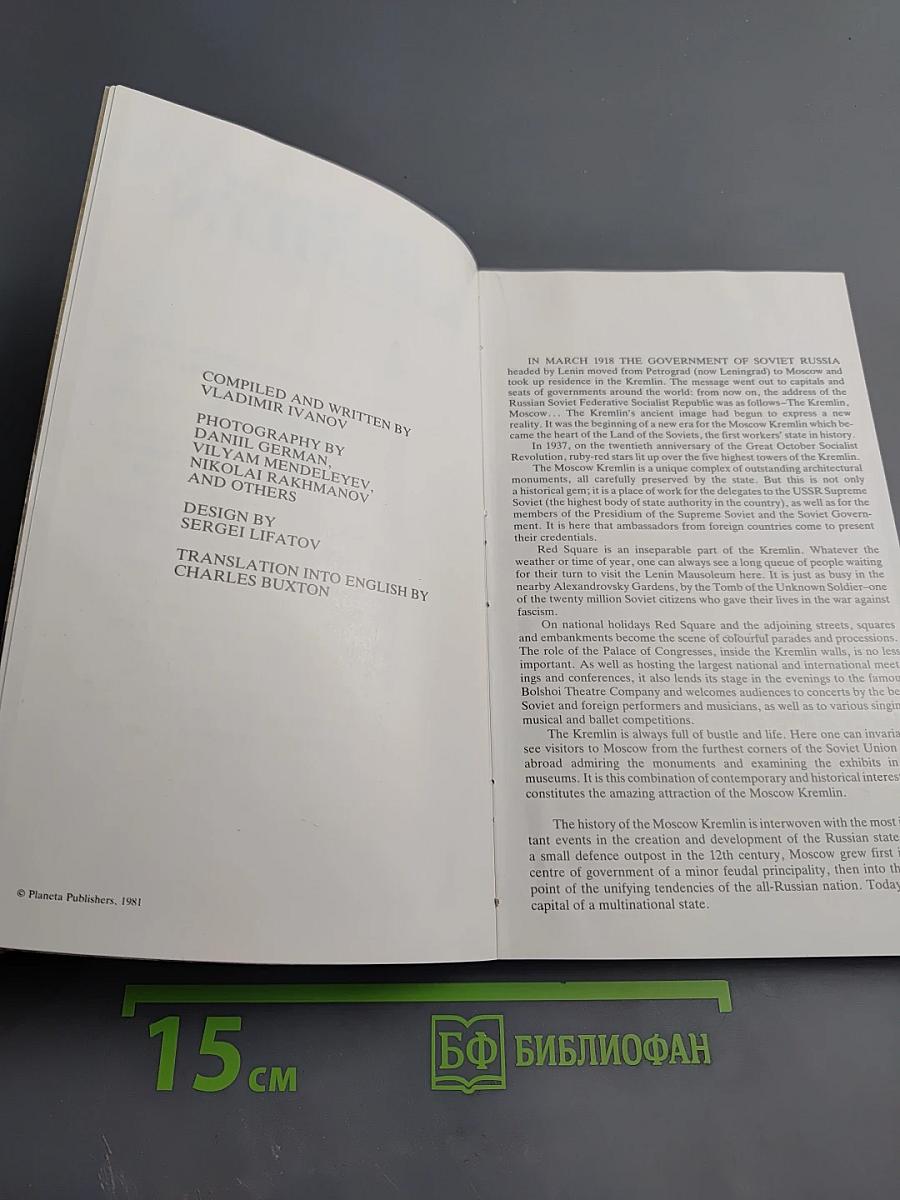 COMPILED AND WRITTEN BY
VLADIMIR IVANOV
PHOTOGRAPHY BY
DANIIL GERMAN,
VILYAM MENDELEYEV,
NIKOLAI RAKHMANOV
AND OTHERS
DESIGN BY
SERGEI LIFATOV
TRANSLATION INTO ENGLISH BY
CHARLES BUXTON
© Planeta Publishers, 1981
IN MARCH 1918 THE GOVERNMENT OF SOVIET RUSSIA
headed by Lenin moved from Petrograd (now Leningrad) to Moscow and
took up residence in the Kremlin. The message went out to capitals and
seats of governments around the world: from now on, the address of the
Russian Soviet Federative Socialist Republic was as follows–The Kremlin,
Moscow... The Kremlin's ancient image had begun to express a new
reality. It was the beginning of a new era for the Moscow Kremlin which be-
came the heart of the Land of the Soviets, the first workers' state in history.
In 1937, on the twentieth anniversary of the Great October Socialist
Revolution, ruby-red stars lit up over the five highest towers of the Kremlin.
The Moscow Kremlin is a unique complex of outstanding architectural
monuments, all carefully preserved by the state. But this is not only
a historical gem; it is a place of work for the delegates to the USSR Supreme
Soviet (the highest body of state authority in the country), as well as for the
members of the Presidium of the Supreme Soviet and the Soviet Govern-
ment. It is here that ambassadors from foreign countries come to present
their credentials.
Red Square is an inseparable part of the Kremlin. Whatever the
weather or time of year, one can always see a long queue of people waiting
for their turn to visit the Lenin Mausoleum here. It is just as busy in the
nearby Alexandrovsky Gardens, by the Tomb of the Unknown Soldier–one
of the twenty million Soviet citizens who gave their lives in the war against
fascism.
On national holidays Red Square and the adjoining streets, squares
and embankments become the scene of colourful parades and processions.
The role of the Palace of Congresses, inside the Kremlin walls, is no less
important. As well as hosting the largest national and international meet
ings and conferences, it also lends its stage in the evenings to the famou
Bolshoi Theatre Company and welcomes audiences to concerts by the be
Soviet and foreign performers and musicians, as well as to various singin
musical and ballet competitions.
The Kremlin is always full of bustle and life. Here one can invaria
see visitors to Moscow from the furthest corners of the Soviet Union
abroad admiring the monuments and examining the exhibits in
museums. It is this combination of contemporary and historical interest
constitutes the amazing attraction of the Moscow Kremlin.
The history of the Moscow Kremlin is interwoven with the most
tant events in the creation and development of the Russian state
a small defence outpost in the 12th century, Moscow grew first i
centre of government of a minor feudal principality, then into th
point of the unifying tendencies of the all-Russian nation. Today
capital of a multinational state.
15 см
БФ БИБЛИОФАН